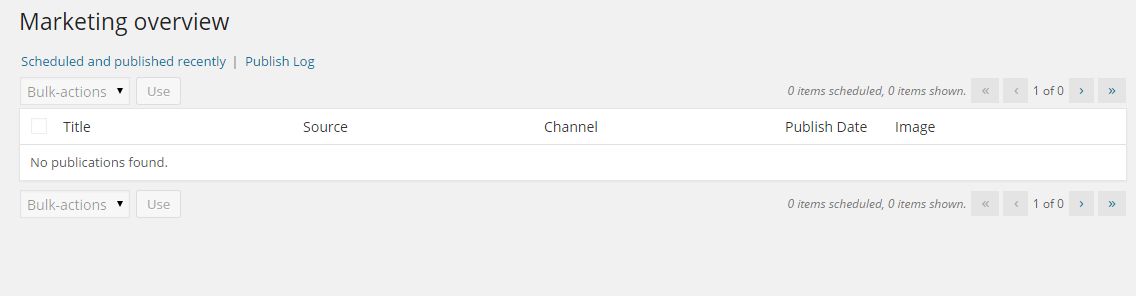 Marketing overview
Scheduled and published recently | Publish Log
Bulk-actions Use 0 items scheduled, 0 items shown. « ‹ 1 of 0 › »
Title Source Channel Publish Date Image
No publications found.
Bulk-actions Use 0 items scheduled, 0 items shown. « ‹ 1 of 0 › »